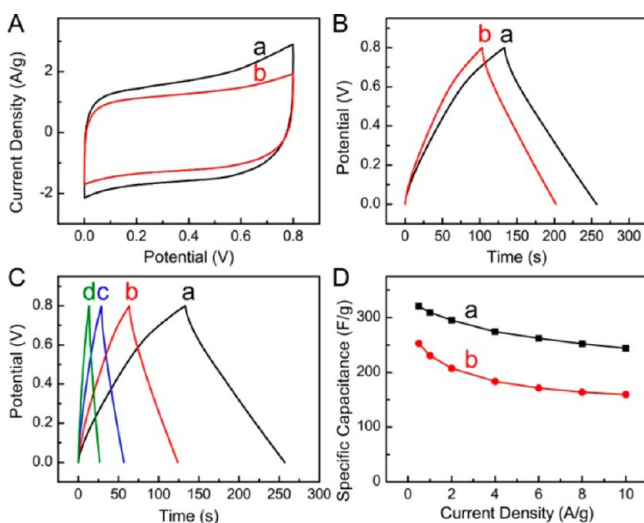 A
a
b
2
0
-2
Current Density (A/g)
0.0 0.2 0.4 0.6 0.8
Potential (V)
B
b a
0.8
0.6
0.4
0.2
0.0
Potential (V)
0 50 100 150 200 250 300
Time (s)
C
d c b a
0.8
0.6
0.4
0.2
0.0
Potential (V)
0 50 100 150 200 250 300
Time (s)
D
a
b
300
150
0
Specific Capacitance (F/g)
0 2 4 6 8 10
Current Density (A/g)